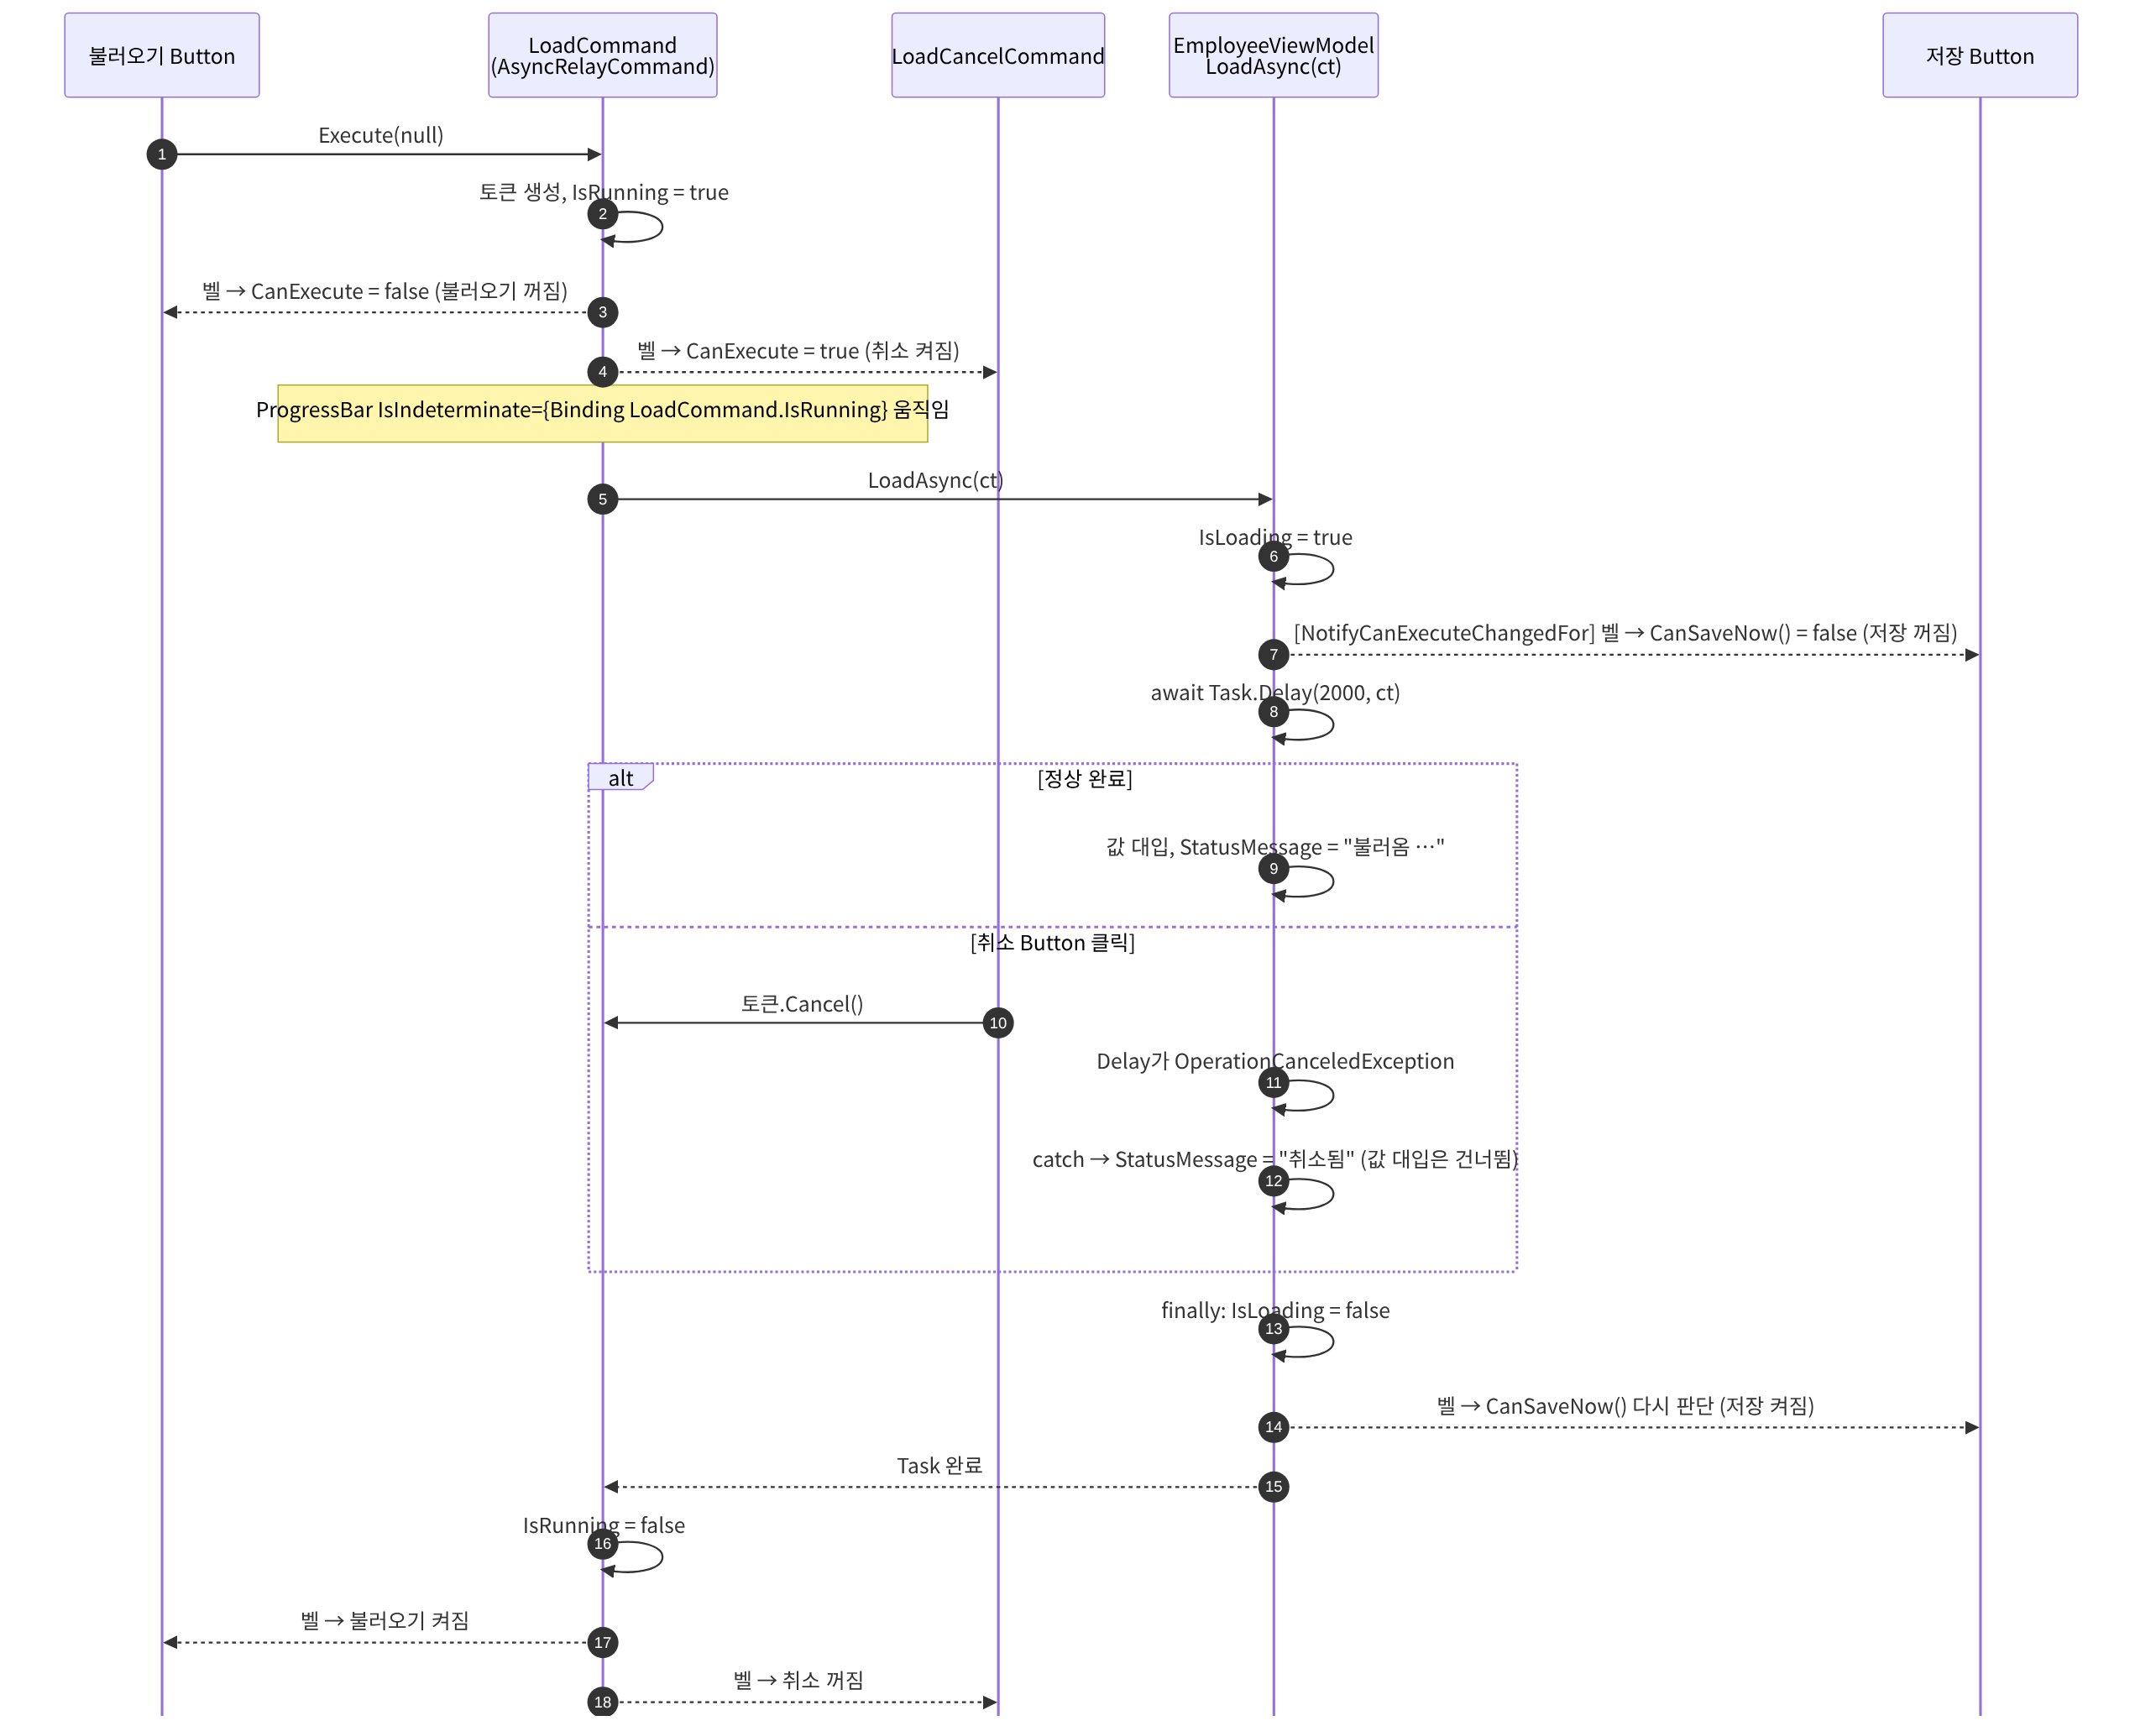 불러오기 Button
LoadCommand
(AsyncRelayCommand)
LoadCancelCommand
EmployeeViewModel
LoadAsync(ct)
저장 Button
Execute(null)
1
토큰 생성, IsRunning = true
2
벨 → CanExecute = false (불러오기 꺼짐)
3
벨 → CanExecute = true (취소 켜짐)
4
ProgressBar IsIndeterminate={Binding LoadCommand.IsRunning} 움직임
LoadAsync(ct)
5
IsLoading = true
6
[NotifyCanExecuteChangedFor] 벨 → CanSaveNow() = false (저장 꺼짐)
7
await Task.Delay(2000, ct)
8
alt
[정상 완료]
값 대입, StatusMessage = "불러옴 …"
9
[취소 Button 클릭]
토큰.Cancel()
10
Delay가 OperationCanceledException
11
catch → StatusMessage = "취소됨" (값 대입은 건너뜀)
12
finally: IsLoading = false
13
벨 → CanSaveNow() 다시 판단 (저장 켜짐)
14
Task 완료
15
IsRunning = false
16
벨 → 불러오기 켜짐
17
벨 → 취소 꺼짐
18